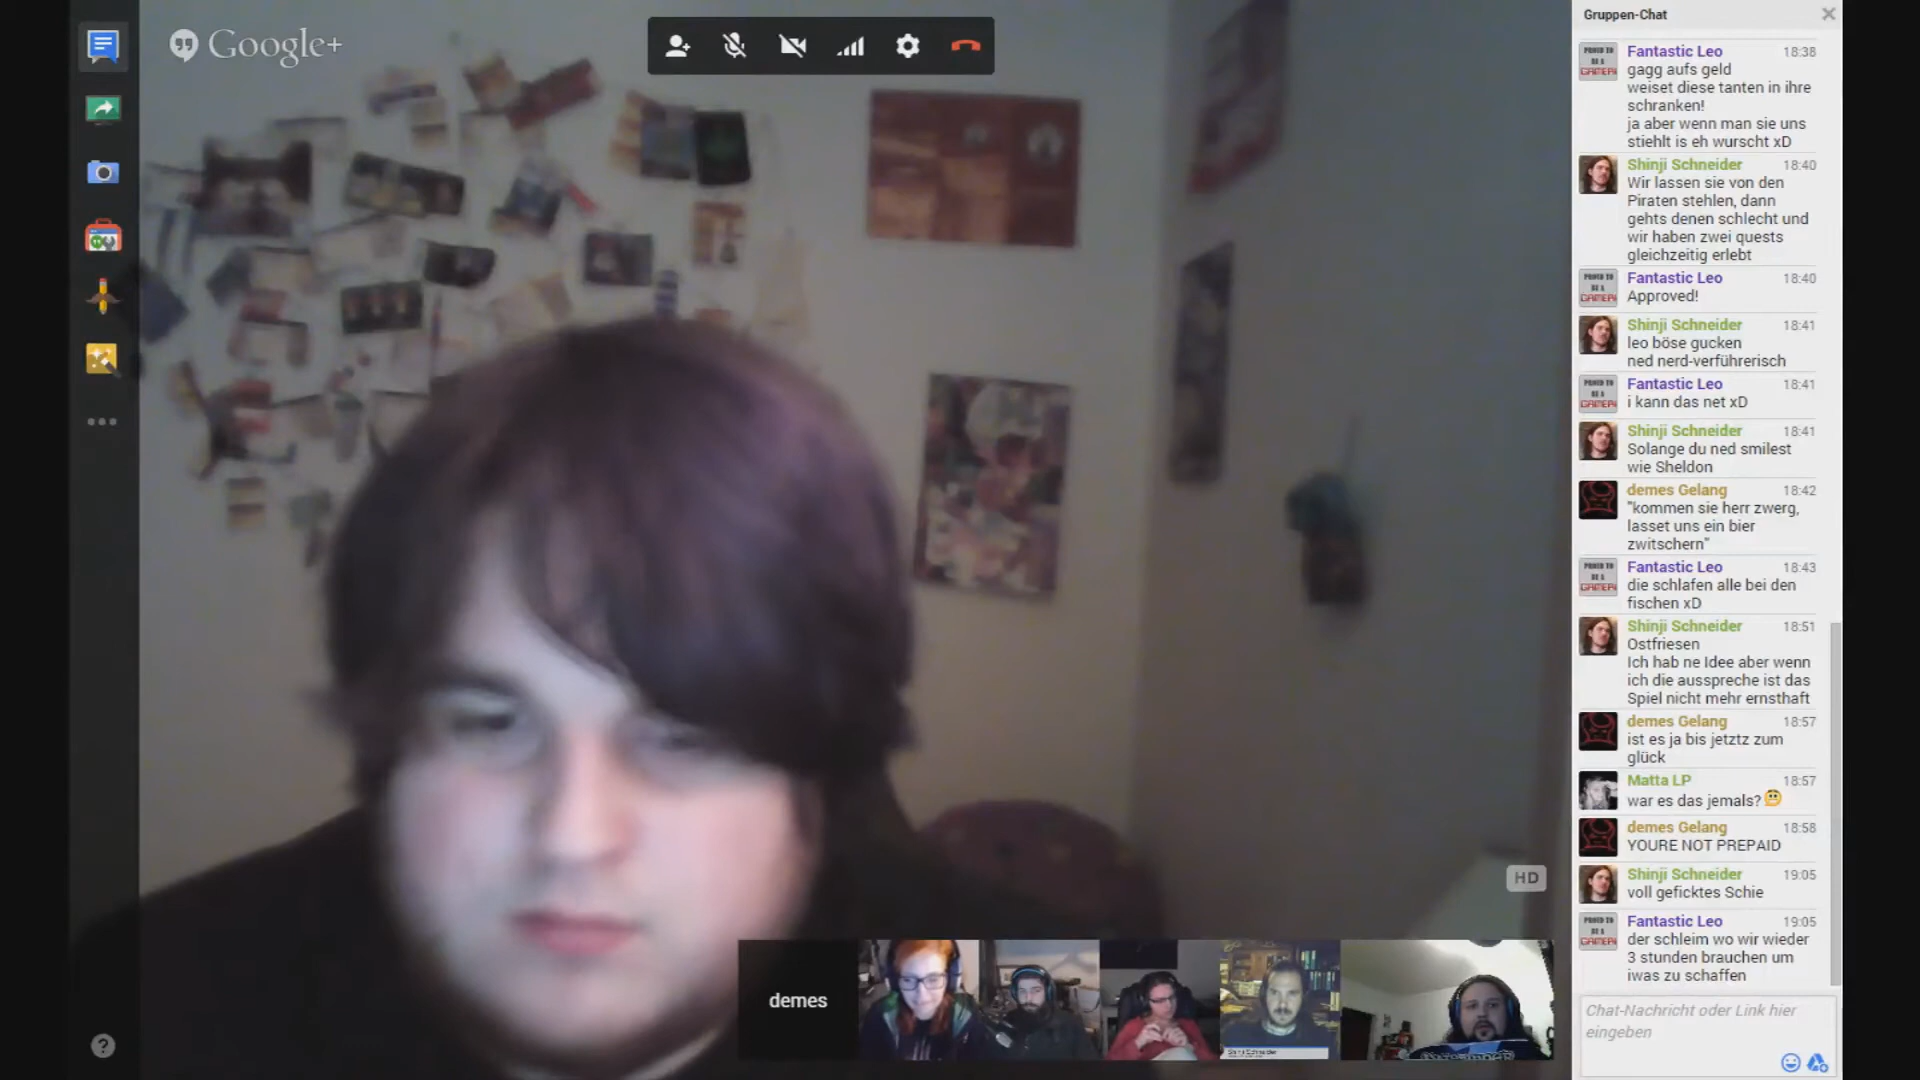 Google+
Gruppen-Chat
Fantastic Leo 18:38
gagg aufs geld
weiset diese tanten in ihre
schranken!
ja aber wenn man sie uns
stiehlt is eh wurscht xD
Shinji Schneider 18:40
Wir lassen sie von den
Piraten stehlen, dann
gehts denen schlecht und
wir haben zwei quests
gleichzeitig erlebt
Fantastic Leo 18:40
Approved!
Shinji Schneider 18:41
leo böse gucken
ned nerd-verführerisch
Fantastic Leo 18:41
i kann das net xD
Shinji Schneider 18:41
Solange du ned smilest
wie Sheldon
demes Gelang 18:42
"kommen sie herr zwerg,
lasset uns ein bier
zwitschern"
Fantastic Leo 18:43
die schlafen alle bei den
fischen xD
Shinji Schneider 18:51
Ostfriesen
Ich hab ne Idee aber wenn
ich die ausspreche ist das
Spiel nicht mehr ernsthaft
demes Gelang 18:57
ist es ja bis jetztz zum
glück
Matta LP 18:57
war es das jemals?
demes Gelang 18:58
YOURE NOT PREPAID
Shinji Schneider 19:05
voll geficktes Schie
Fantastic Leo 19:05
der schleim wo wir wieder
3 stunden brauchen um
iwas zu schaffen
Chat-Nachricht oder Link hier
eingeben
HD
demes
Shinji Schneider